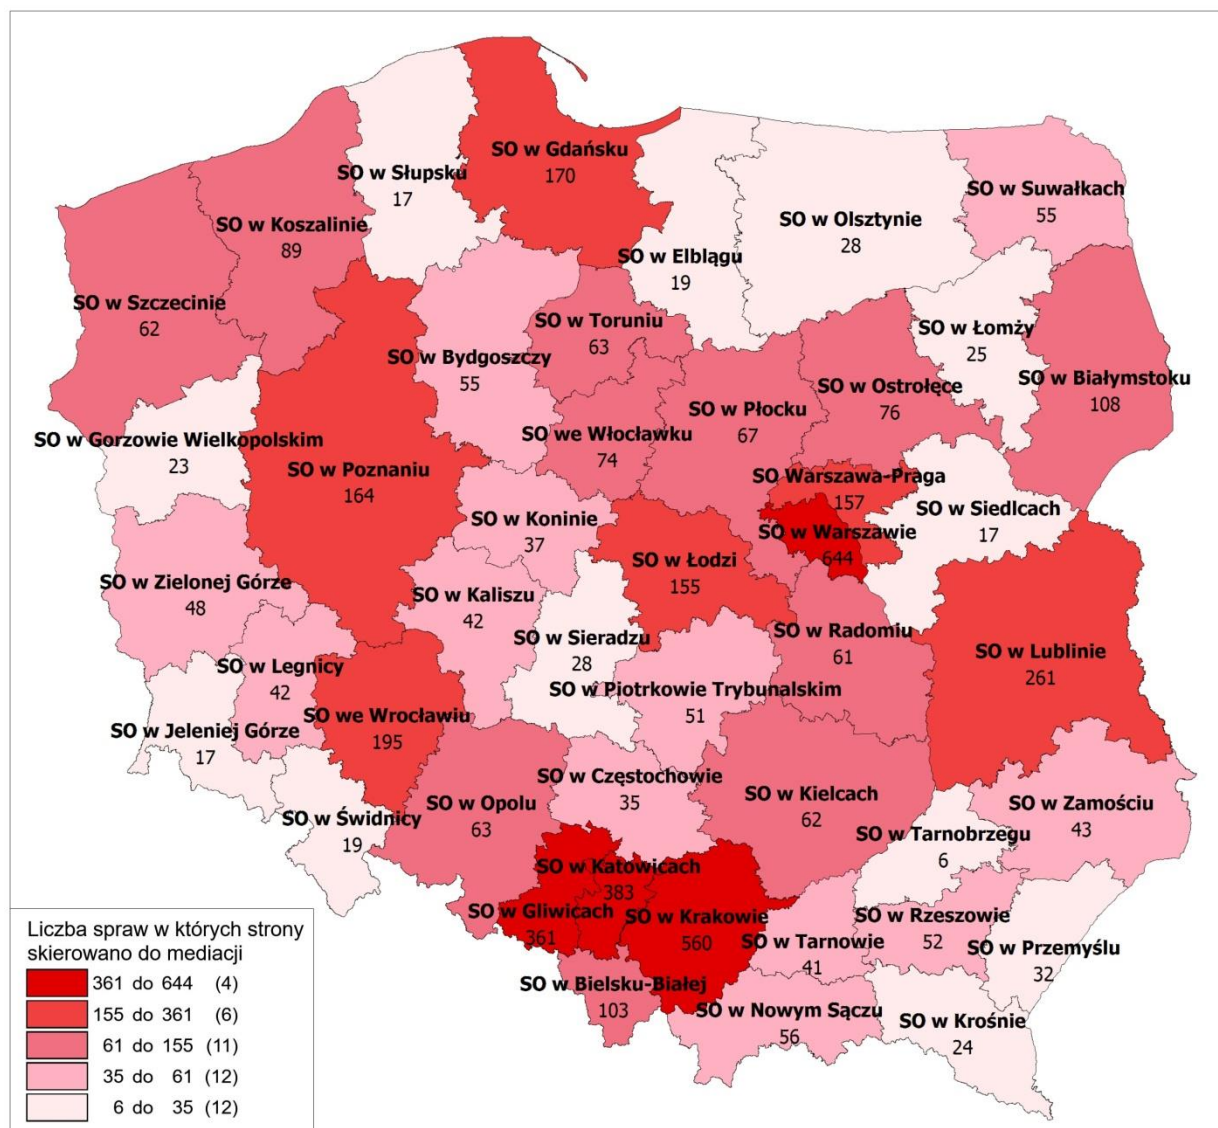 SO w Gdańsku
170
SO w Słupsku
17
SO w Suwałkach
55
SO w Koszalinie
89
SO w Olsztynie
28
SO w Elblągu
19
SO w Szczecinie
62
SO w Toruniu
63
SO w Łomży
25
SO w Bydgoszczy
55
SO w Ostrołęce
76
SO w Białymstoku
108
SO w Płocku
67
SO we Włocławku
74
SO w Gorzowie Wielkopolskim
23
SO w Poznaniu
164
SO Warszawa-Praga
157
SO w Siedlcach
17
SO w Koninie
37
SO w Warszawie
644
SO w Łodzi
155
SO w Zielonej Górze
48
SO w Kaliszu
42
SO w Sieradzu
28
SO w Radomiu
61
SO w Lublinie
261
SO w Legnicy
42
SO w Piotrkowie Trybunalskim
51
SO we Wrocławiu
195
SO w Jeleniej Górze
17
SO w Częstochowie
35
SO w Opolu
63
SO w Kielcach
62
SO w Zamościu
43
SO w Świdnicy
19
SO w Tarnobrzegu
6
SO w Katowicach
383
SO w Gliwicach
361
SO w Krakowie
560
SO w Rzeszowie
52
SO w Tarnowie
41
SO w Przemyślu
32
SO w Bielsku-Białej
103
SO w Nowym Sączu
56
SO w Krośnie
24
Liczba spraw w których strony
skierowano do mediacji
361 do 644 (4)
155 do 361 (6)
61 do 155 (11)
35 do 61 (12)
6 do 35 (12)